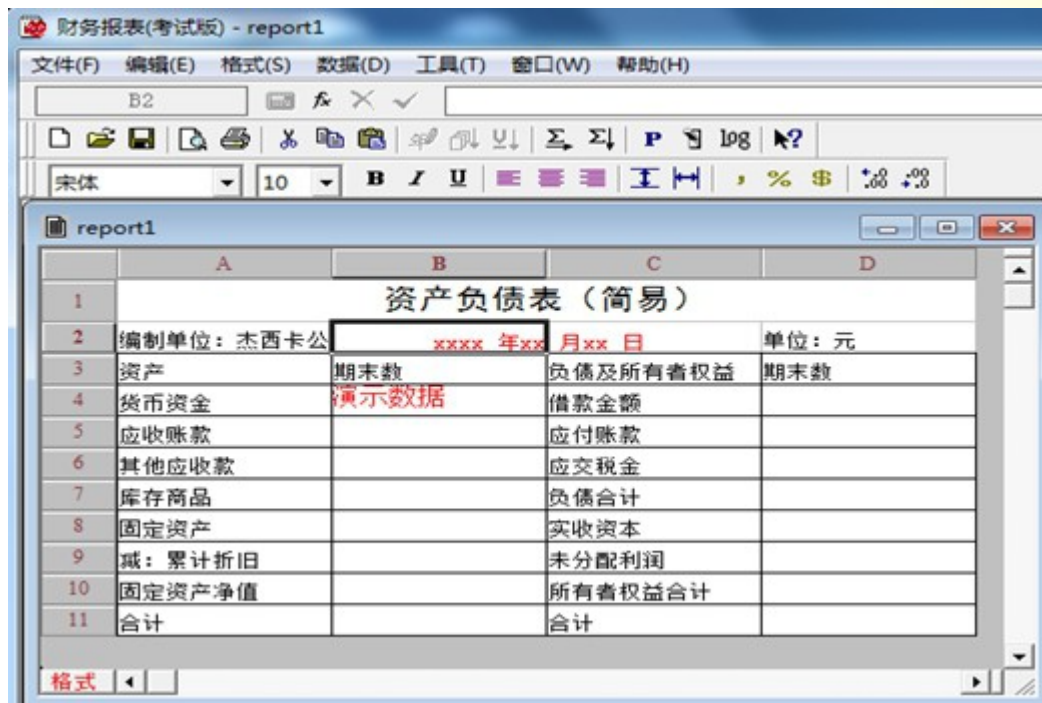 财务报表(考试版) - report1
文件(F) 编辑(E) 格式(S) 数据(D) 工具(T) 窗口(W) 帮助(H)
B2 fx
Σ Σ↓ P log ?
宋体 10 B I U , % $ .00 .00
report1
A B C D
1 资产负债表（简易）
2 编制单位：杰西卡公 xxxx 年xx 月xx 日 单位：元
3 资产 期末数 负债及所有者权益 期末数
4 货币资金 演示数据 借款金额
5 应收账款 应付账款
6 其他应收款 应交税金
7 库存商品 负债合计
8 固定资产 实收资本
9 减：累计折旧 未分配利润
10 固定资产净值 所有者权益合计
11 合计 合计
格式